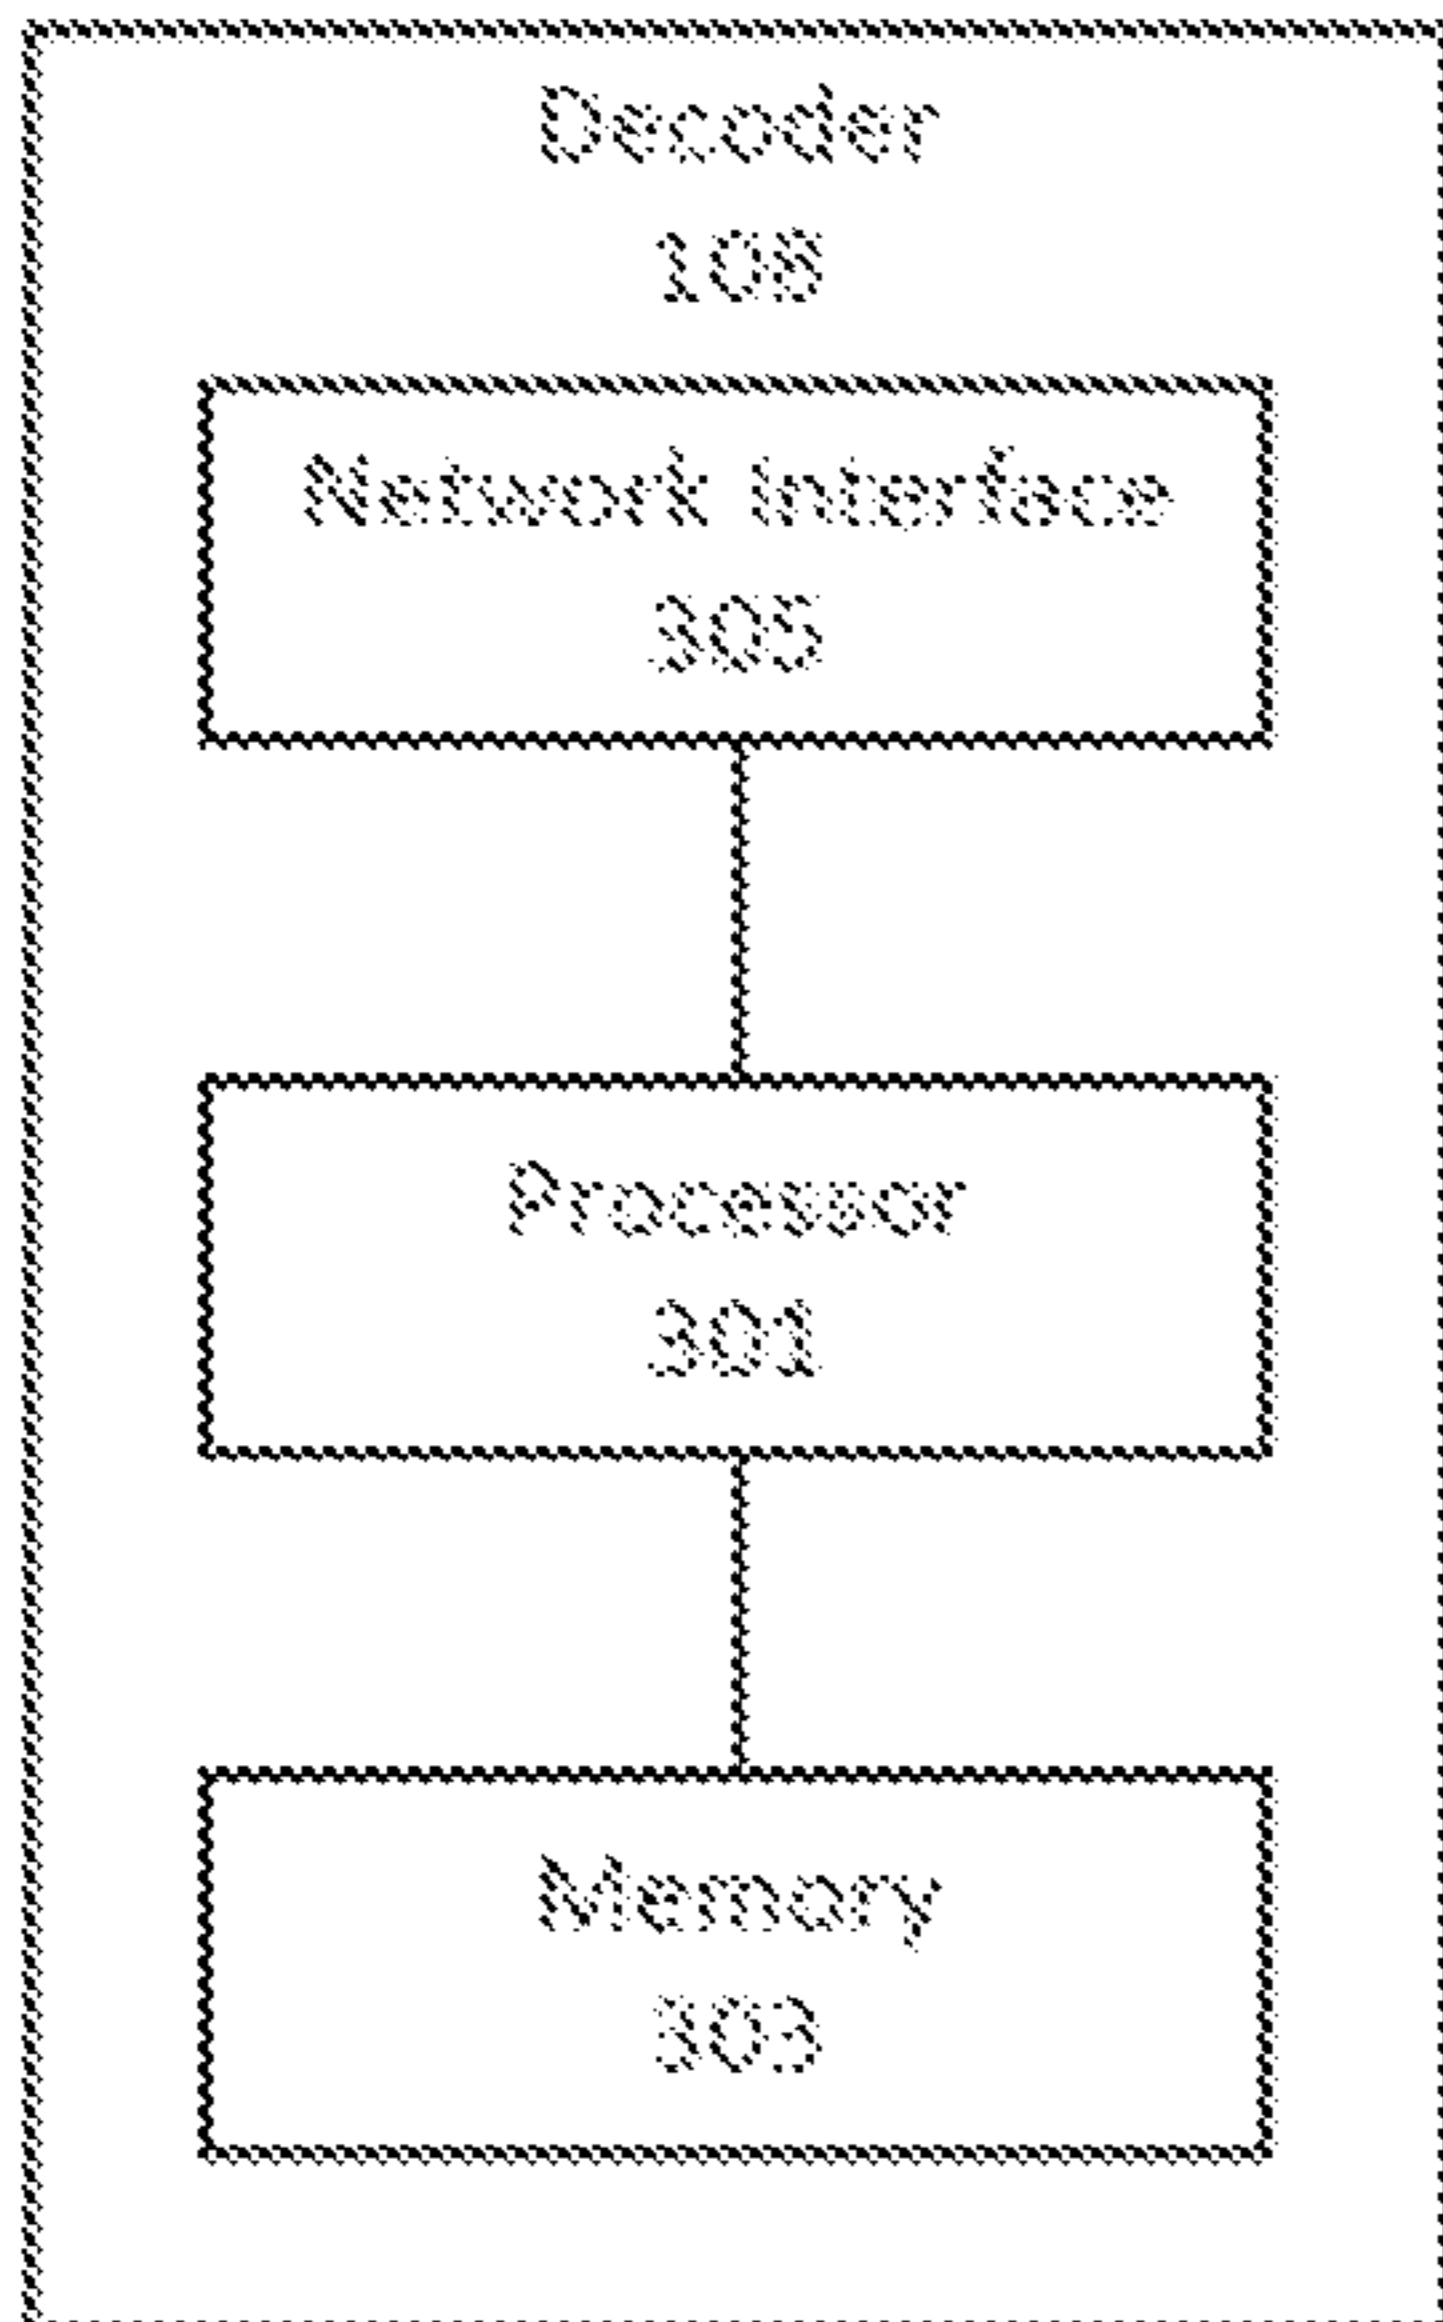 Decoder
108
Network Interface
305
Processor
301
Memory
303